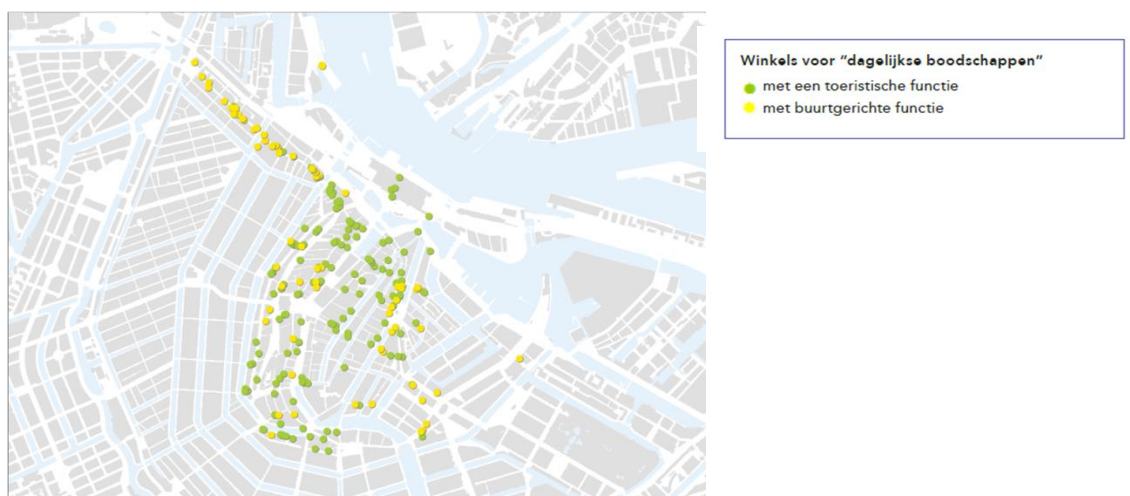 Winkels voor “dagelijkse boodschappen”
met een toeristische functie
met buurtgerichte functie